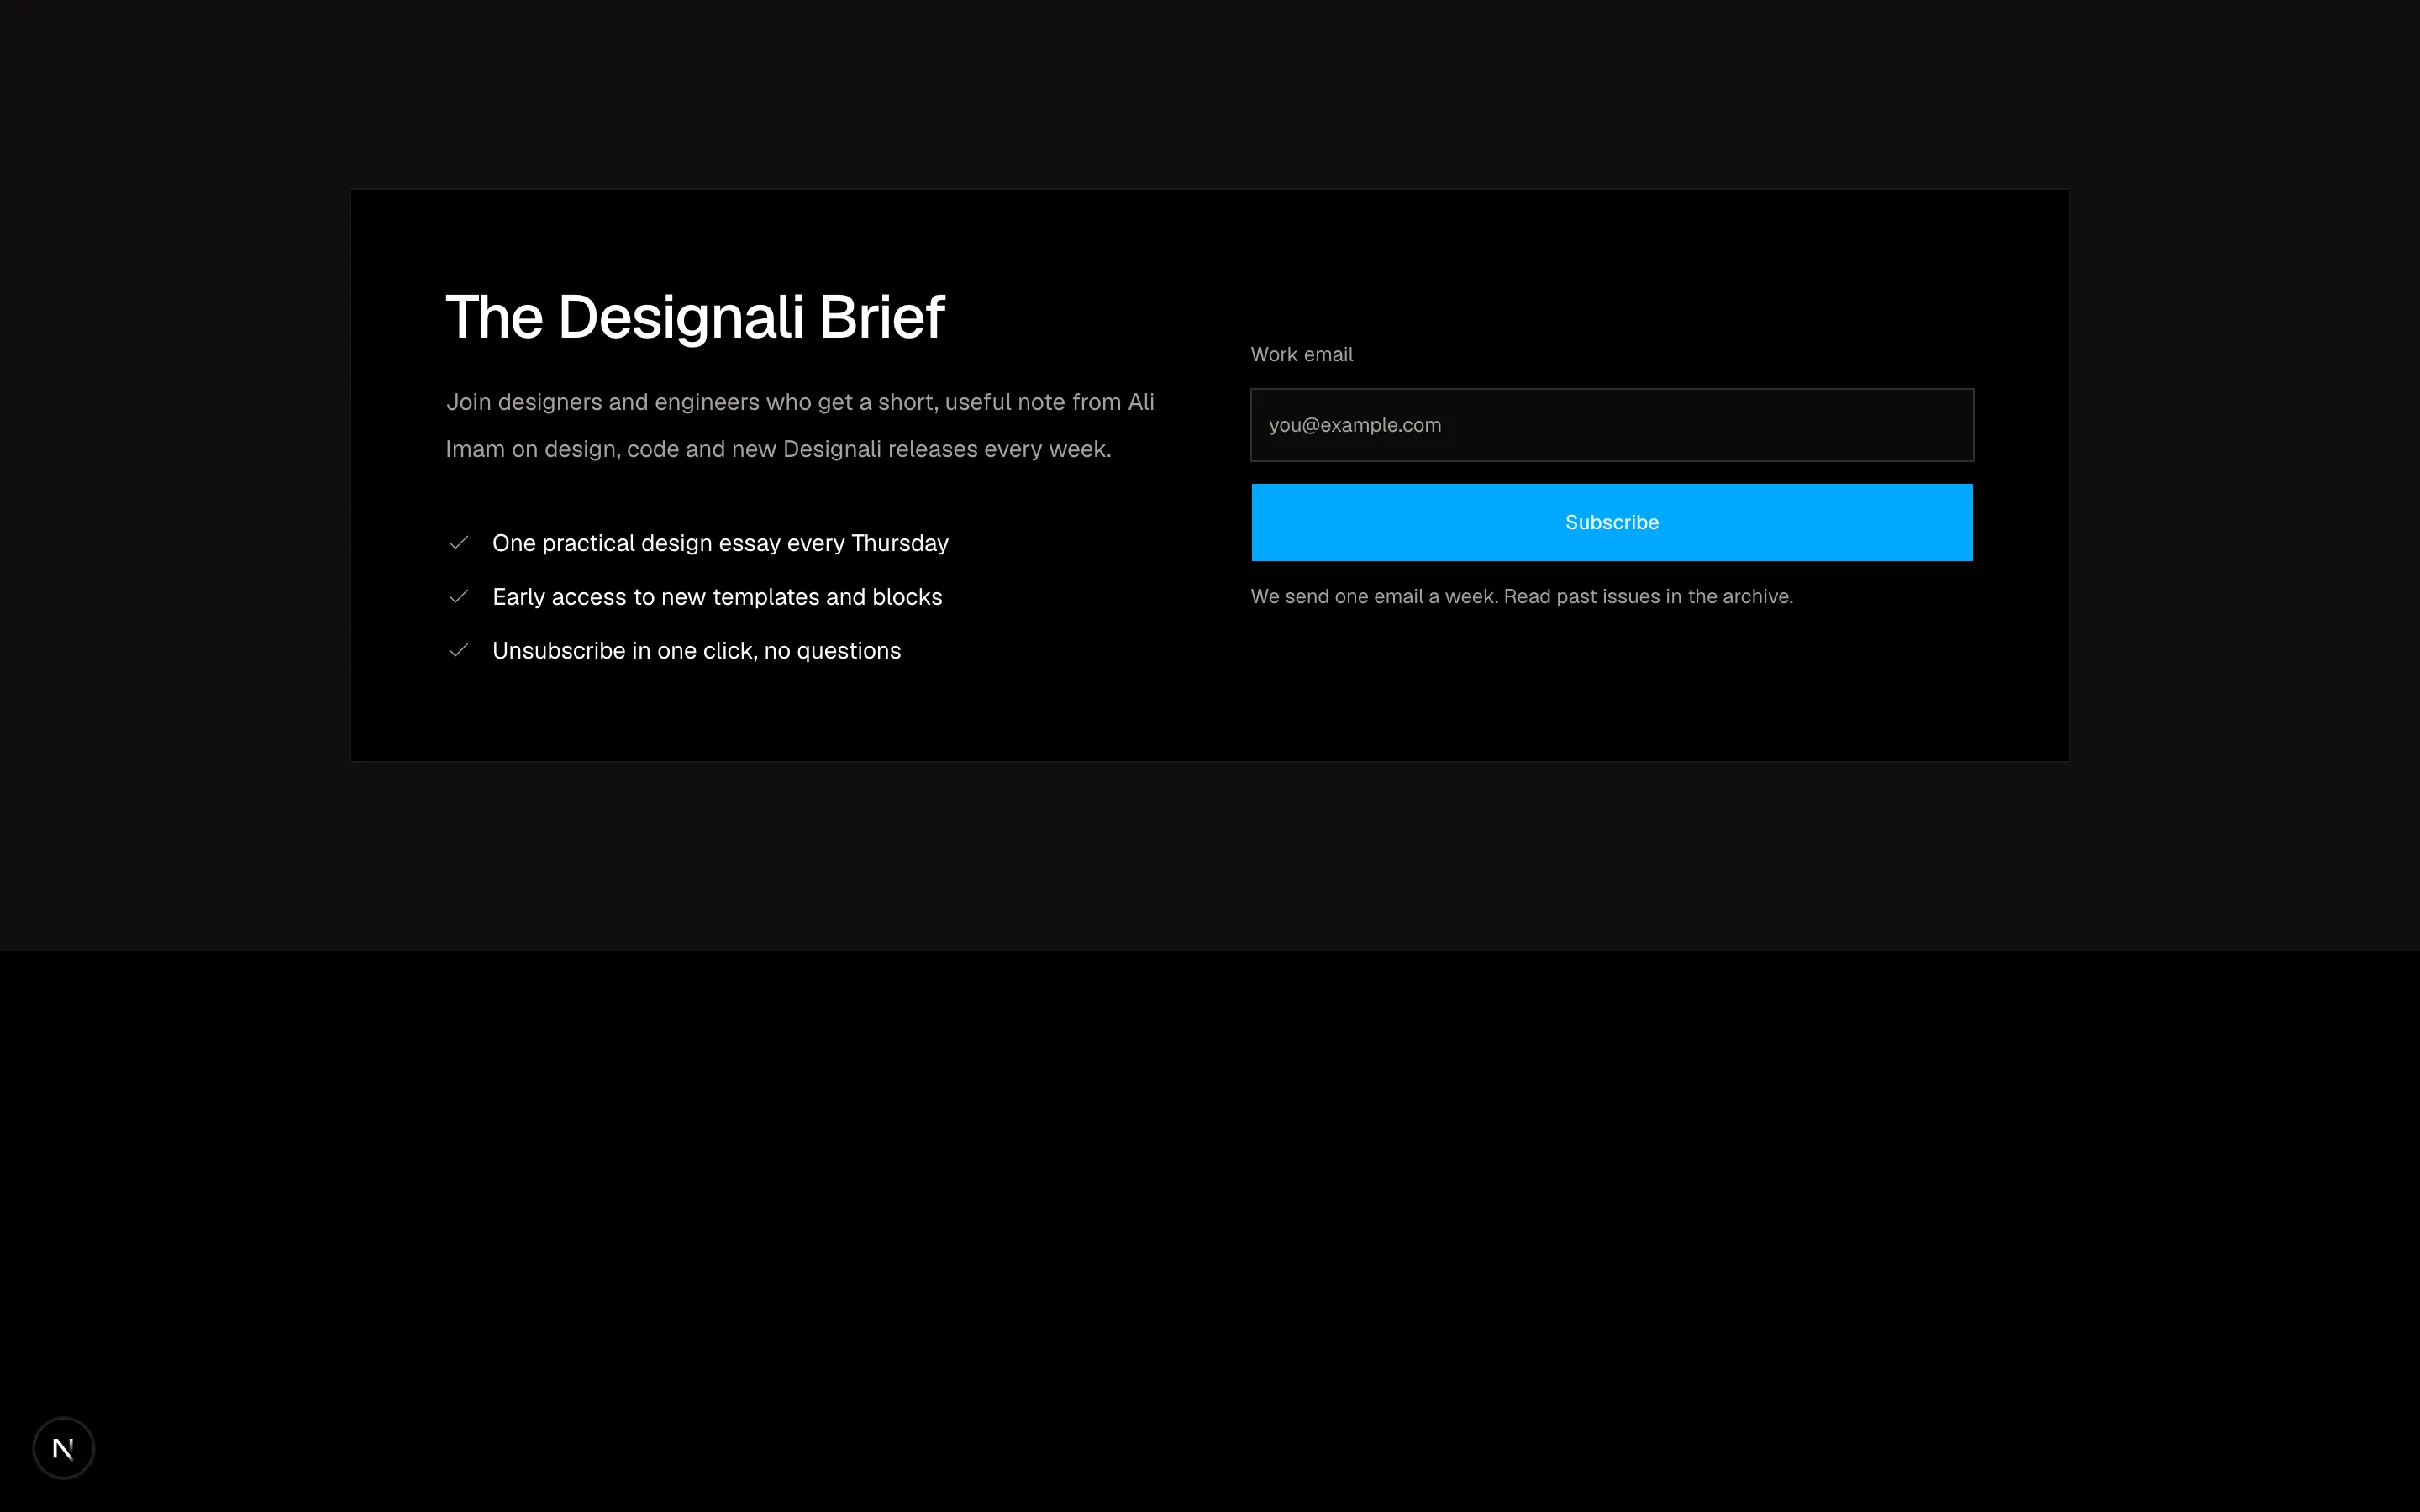 The Designali Brief
Join designers and engineers who get a short, useful note from Ali
Imam on design, code and new Designali releases every week.
One practical design essay every Thursday
Early access to new templates and blocks
Unsubscribe in one click, no questions
Work email
you@example.com
Subscribe
We send one email a week. Read past issues in the archive.
N